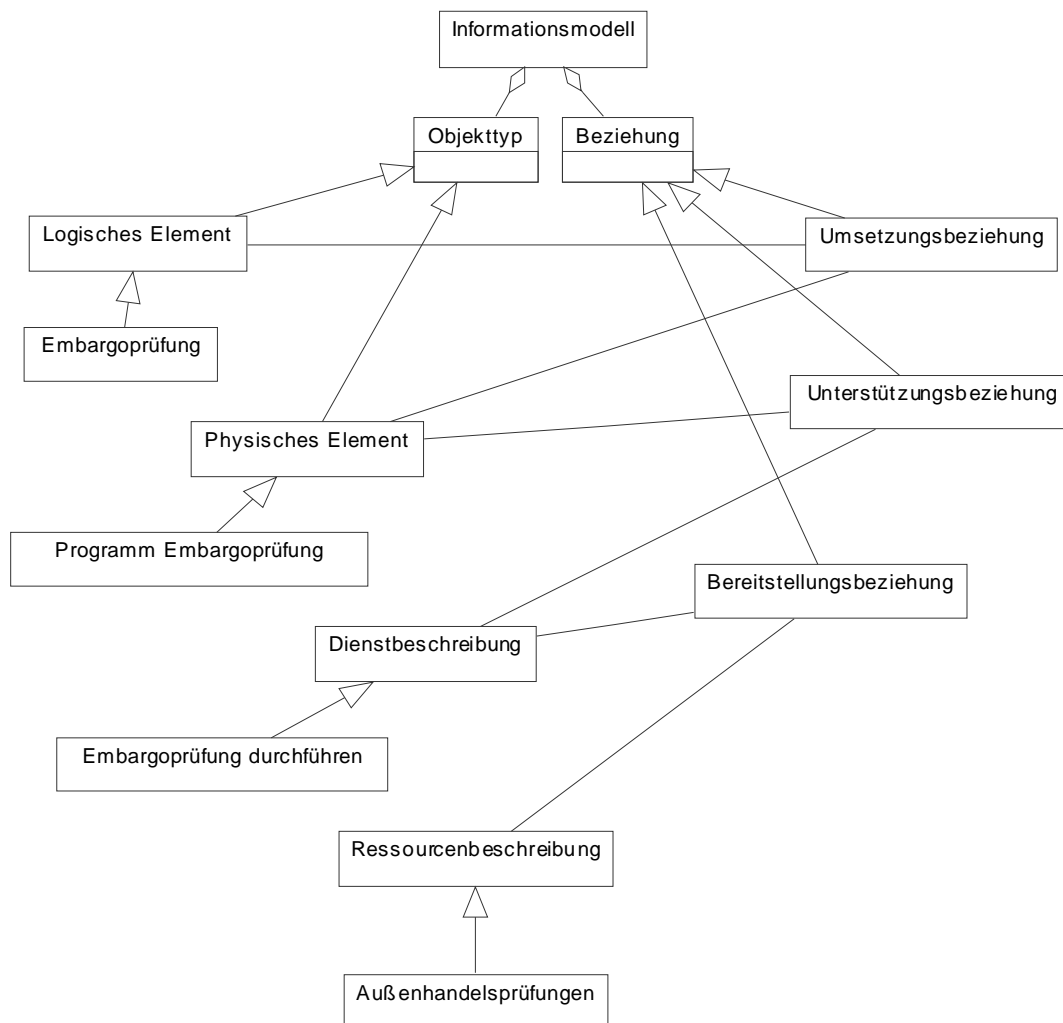 Informationsmodell
Objekttyp
Beziehung
Logisches Element
Umsetzungsbeziehung
Embargoprüfung
Unterstützungsbeziehung
Physisches Element
Programm Embargoprüfung
Bereitstellungsbeziehung
Dienstbeschreibung
Embargoprüfung durchführen
Ressourcenbeschreibung
Außenhandelsprüfungen